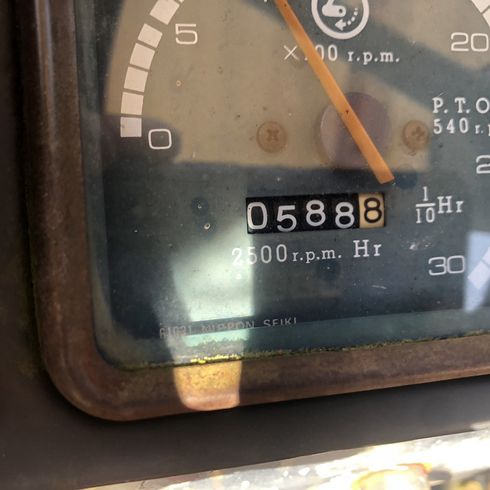 5
20
X100 r.p.m.
P.T.O
540 r.p
0
2
05888 1/10 Hr
2500 r.p.m. Hr
30
NIPPON SEIKI